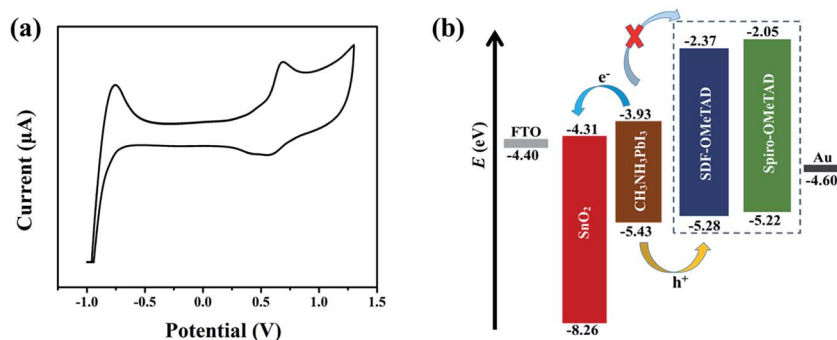 (a)
Current (µA)
-1.0 -0.5 0.0 0.5 1.0 1.5
Potential (V)
(b)
E (eV)
FTO
-4.40
e-
-4.31
SnO2
-8.26
-3.93
CH3NH3PbI3
-5.43
h+
-2.37
SDF-OMeTAD
-5.28
-2.05
Spiro-OMeTAD
-5.22
Au
-4.60